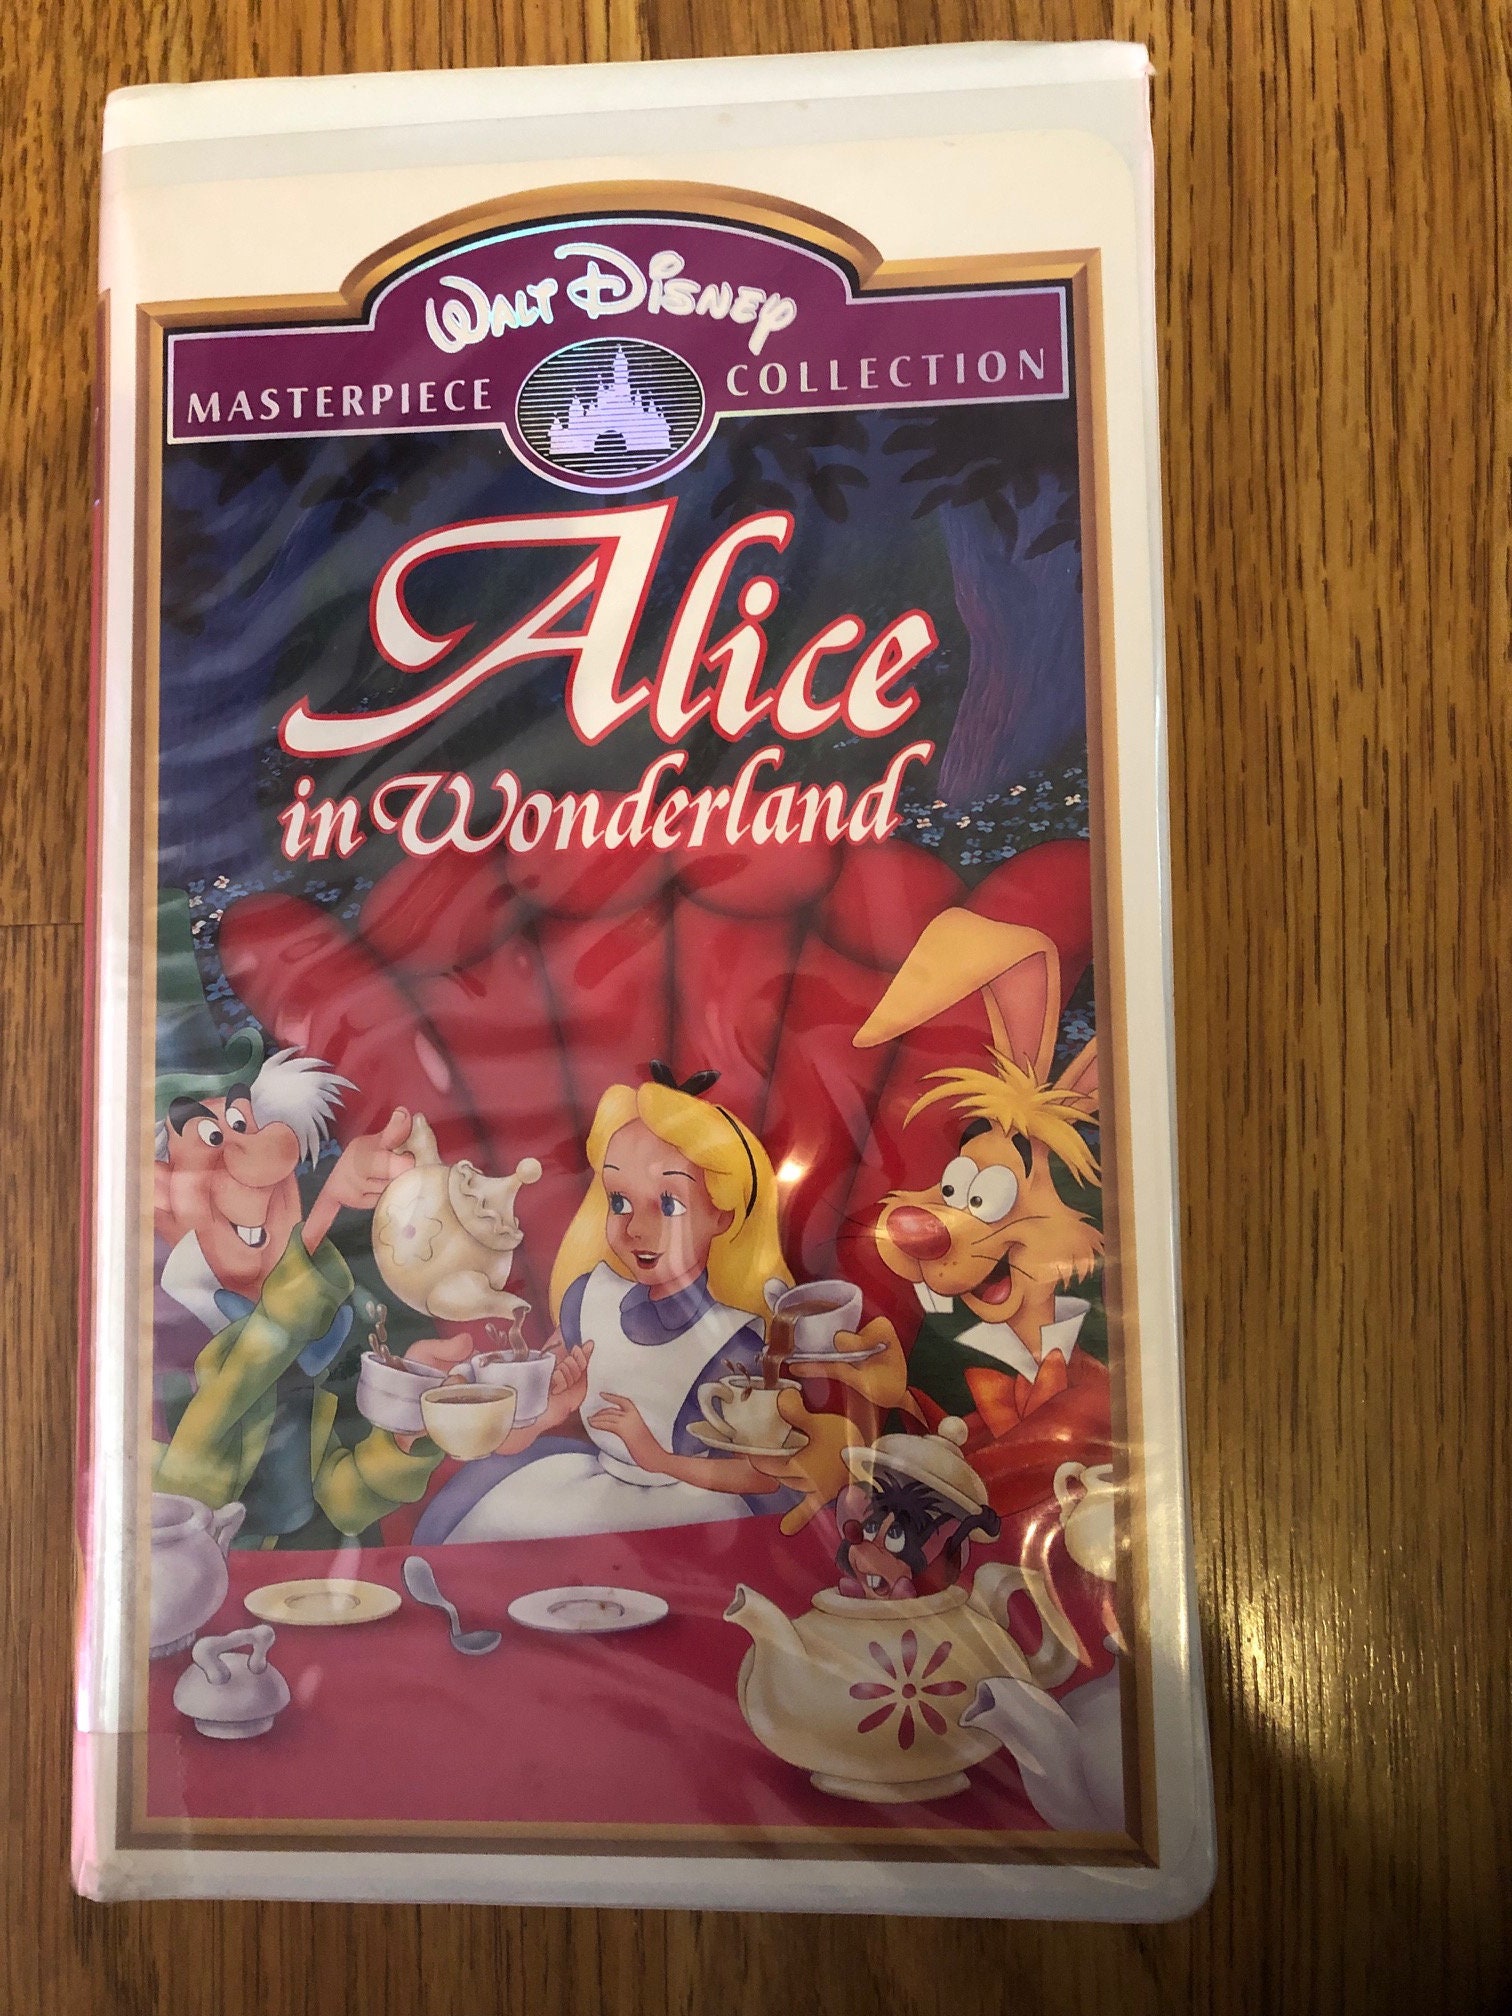 Walt Disney
MASTERPIECE COLLECTION
Alice
in Wonderland